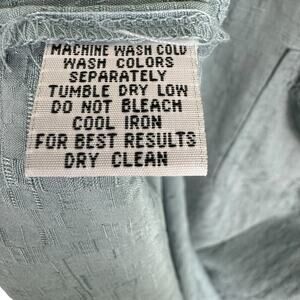 MACHINE WASH COLD
WASH COLORS
SEPARATELY
TUMBLE DRY LOW
DO NOT BLEACH
COOL IRON
FOR BEST RESULTS
DRY CLEAN